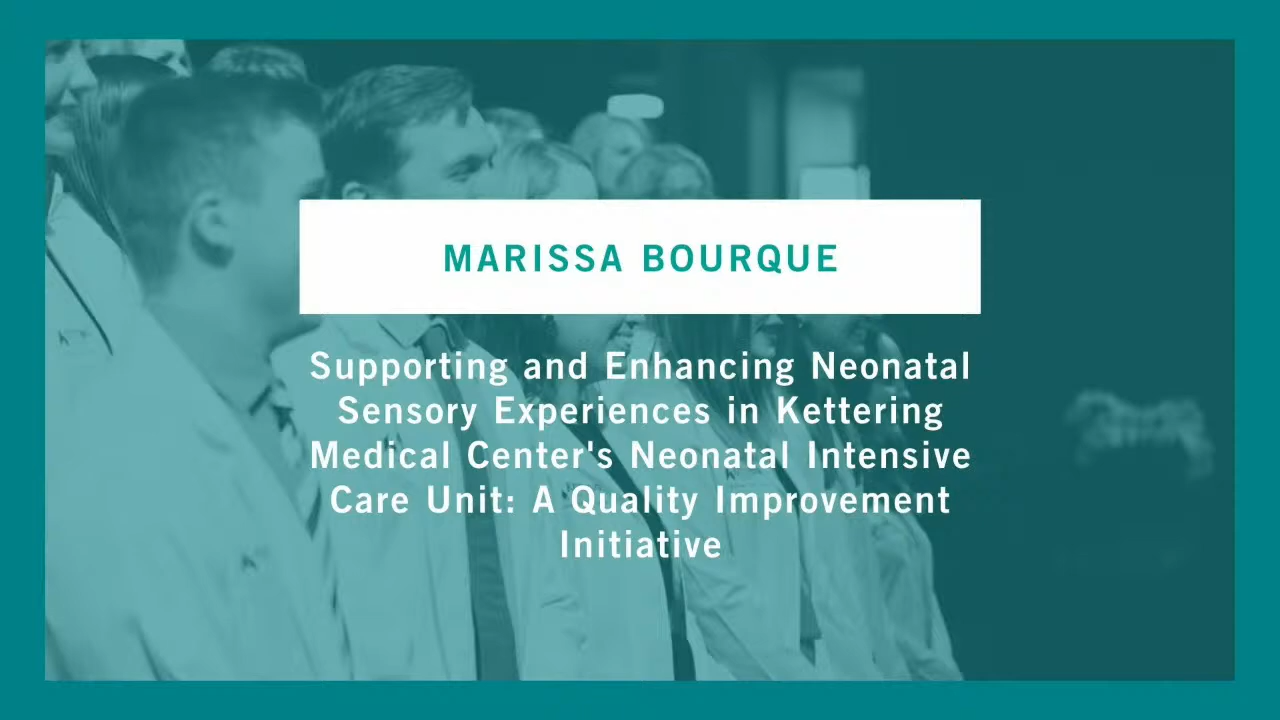 MARISSA BOURQUE
Supporting and Enhancing Neonatal
Sensory Experiences in Kettering
Medical Center's Neonatal Intensive
Care Unit: A Quality Improvement
Initiative